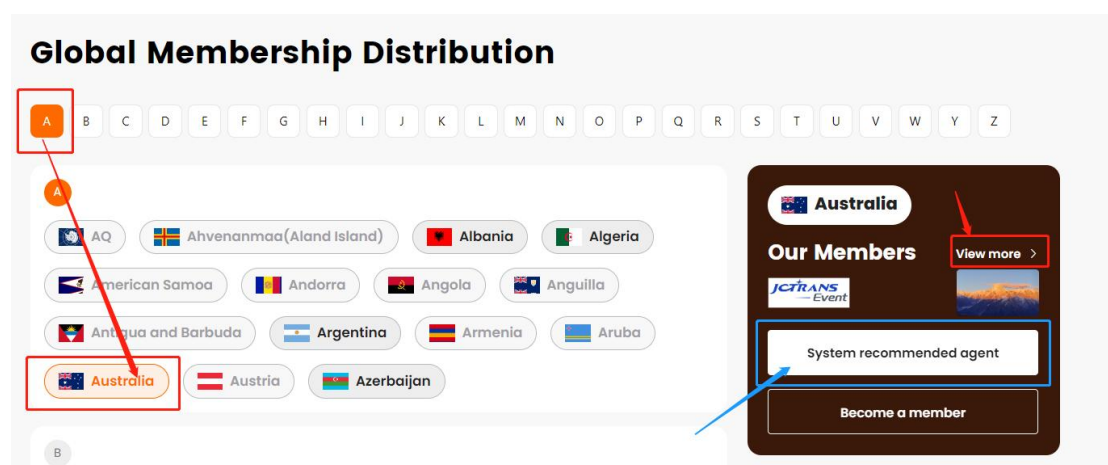 Global Membership Distribution
A B C D E F G H I J K L M N O P Q R S T U V W Y Z
A
AQ Ahvenanmaa(Aland Island) Albania Algeria
American Samoa Andorra Angola Anguilla
Antigua and Barbuda Argentina Armenia Aruba
Australia Austria Azerbaijan
B
Australia
Our Members View more >
JCTRANS
Event
System recommended agent
Become a member